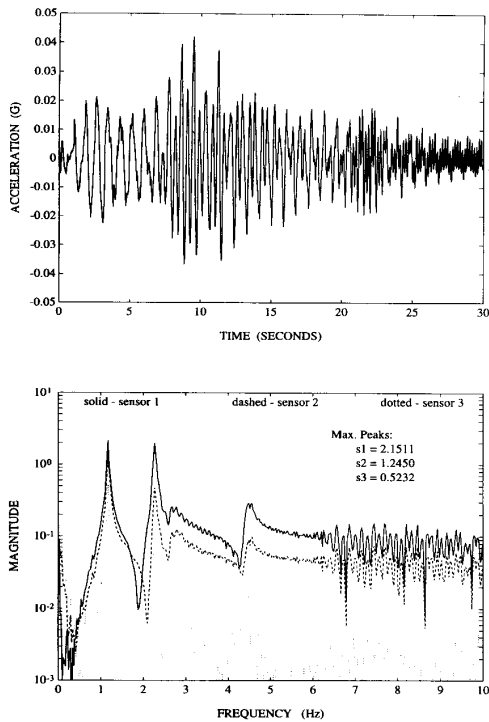 0.05
0.04
0.03
0.02
0.01
0
-0.01
-0.02
-0.03
-0.04
-0.05
ACCELERATION (G)
0 5 10 15 20 25 30
TIME (SECONDS)
10¹
10⁰
10⁻¹
10⁻²
10⁻³
MAGNITUDE
solid - sensor 1 dashed - sensor 2 dotted - sensor 3
Max. Peaks:
s1 = 2.1511
s2 = 1.2450
s3 = 0.5232
0 1 2 3 4 5 6 7 8 9 10
FREQUENCY (Hz)